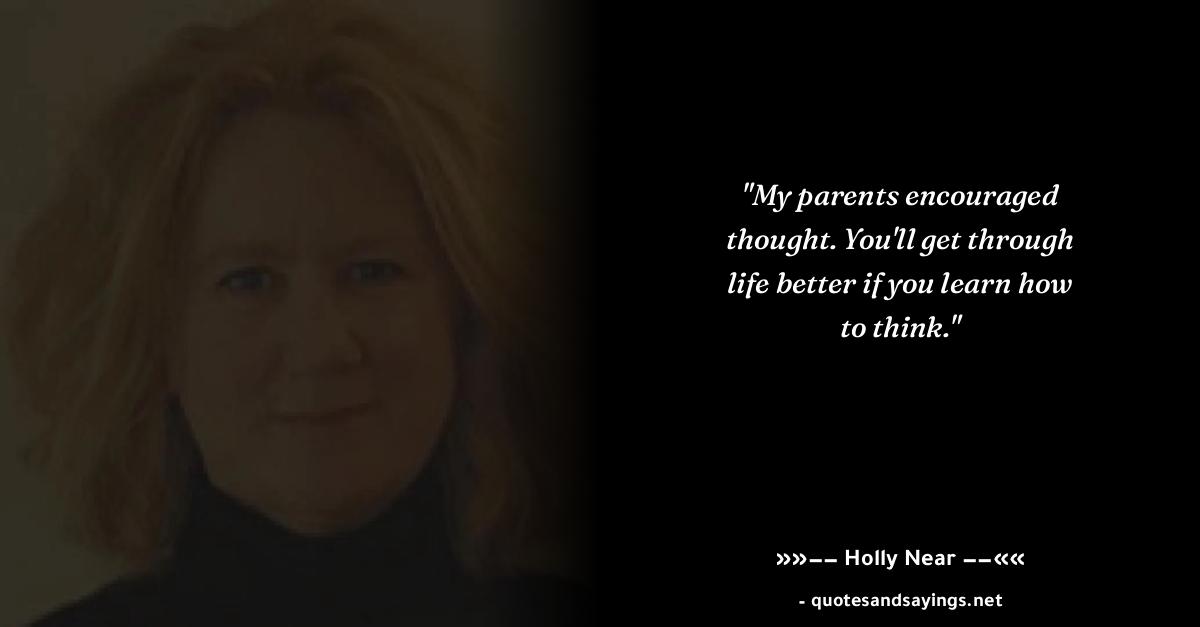 "My parents encouraged
thought. You'll get through
life better if you learn how
to think."
»»–– Holly Near ––««
- quotesandsayings.net